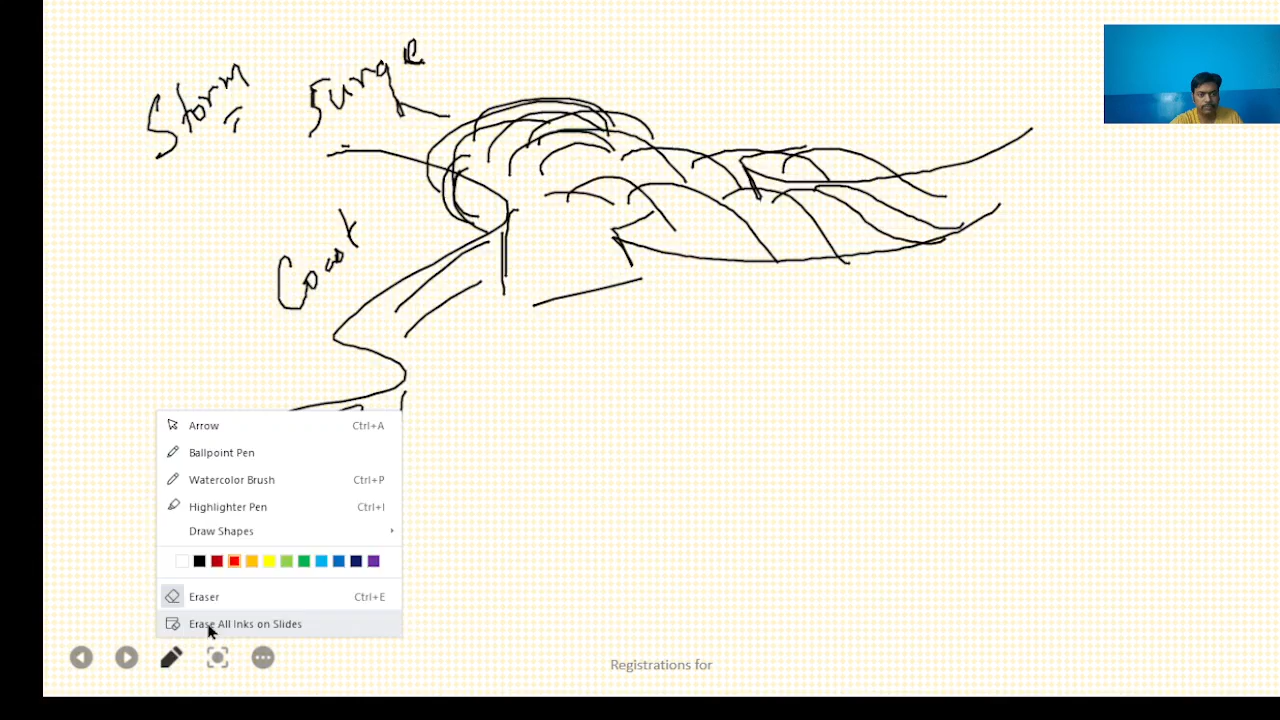 Storm Surge
Coast
Arrow Ctrl+A
Ballpoint Pen
Watercolor Brush Ctrl+P
Highlighter Pen Ctrl+I
Draw Shapes
Eraser Ctrl+E
Erase All Inks on Slides
Registrations for